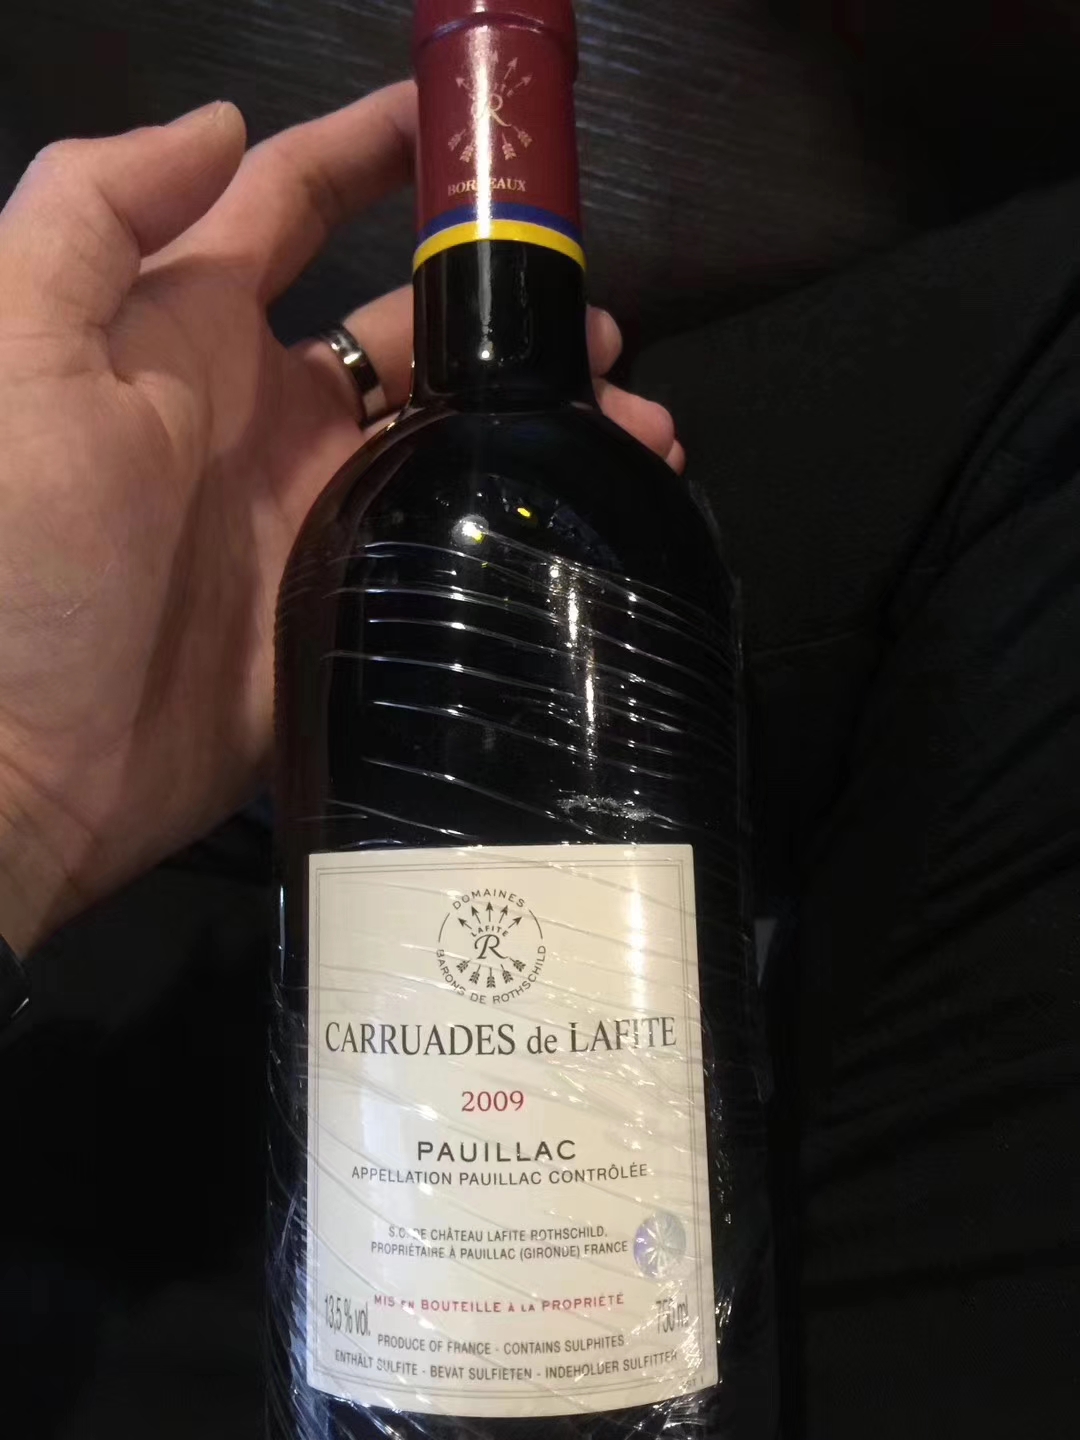 LAFITE
R
BORDEAUX
DOMAINES
LAFITE
R
BARONS DE ROTHSCHILD
CARRUADES de LAFITE
2009
PAUILLAC
APPELLATION PAUILLAC CONTRÔLÉE
S.C. DE CHÂTEAU LAFITE ROTHSCHILD,
PROPRIÉTAIRE À PAUILLAC (GIRONDE) FRANCE
13,5 % vol. MIS EN BOUTEILLE À LA PROPRIÉTÉ 750 ml
PRODUCE OF FRANCE - CONTAINS SULPHITES
ENTHÄLT SULFITE - BEVAT SULFIETEN - INDEHOLDER SULFITTER